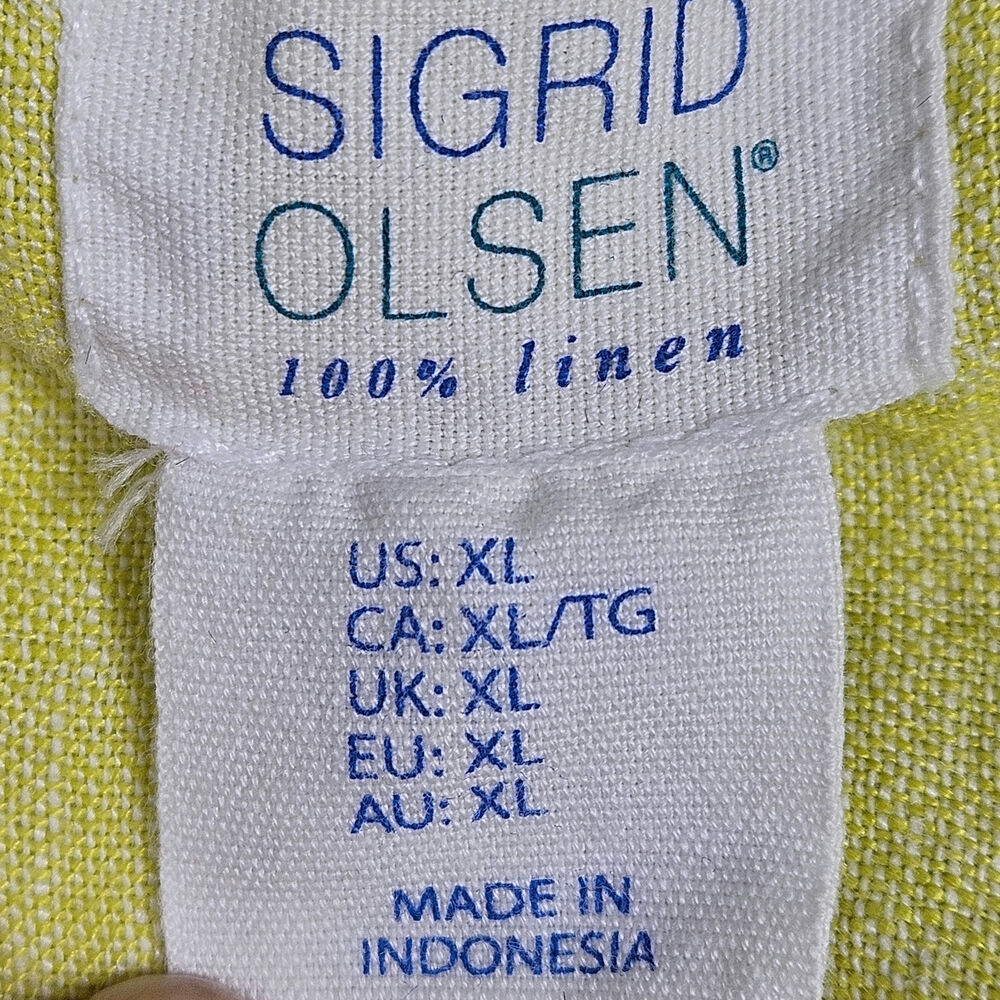 SIGRID
OLSEN®
100% linen
US: XL
CA: XL/TG
UK: XL
EU: XL
AU: XL
MADE IN
INDONESIA